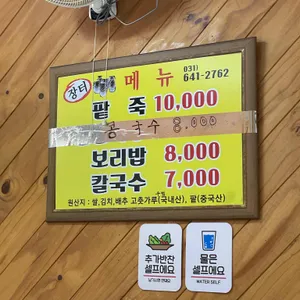 장터 메뉴 (031) 641-2762
팥 죽 10,000
콩 국수 8.000
보리밥 8,000
칼국수 7,000
원산지 : 쌀,김치,배추 고춧가루(국내산), 팥(중국산)
추가반찬 셀프에요
물은 셀프에요
WATER SELF